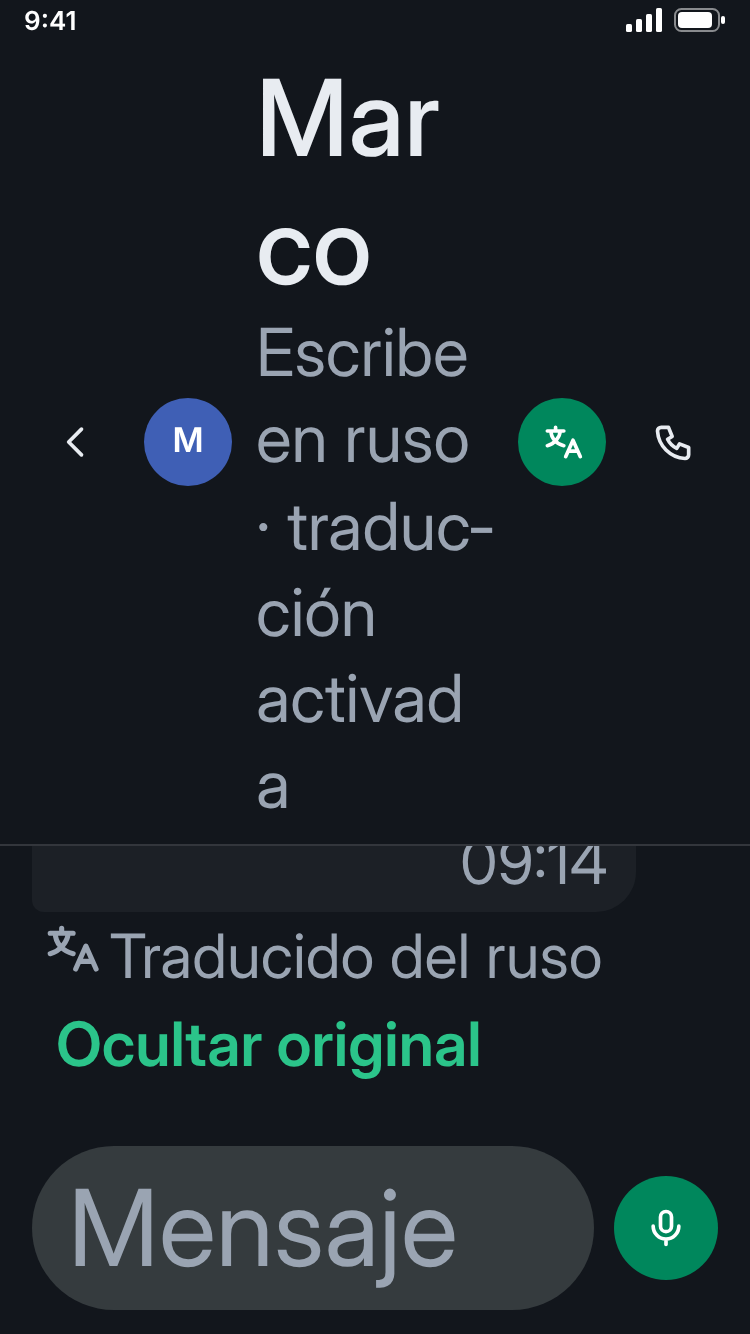 9:41
Mar
co
Escribe
en ruso
· traduc-
ción
activad
a
M
09:14
Traducido del ruso
Ocultar original
Mensaje